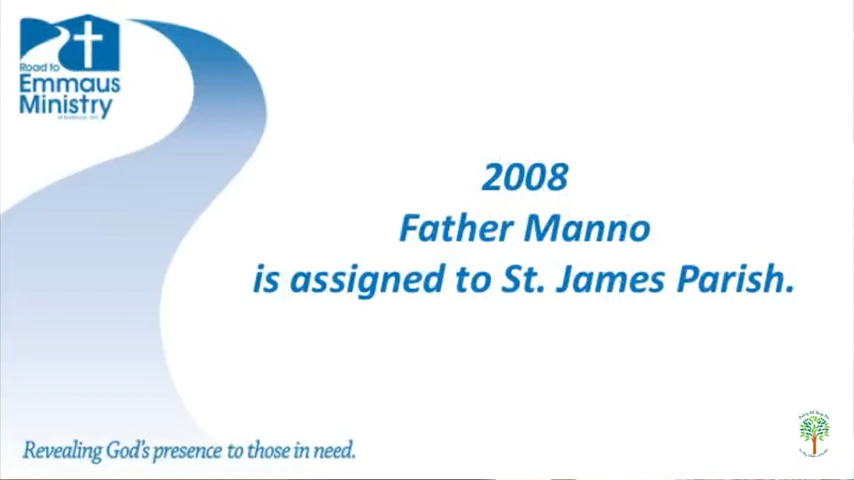 Road to
Emmaus
Ministry
2008
Father Manno
is assigned to St. James Parish.
Revealing God's presence to those in need.